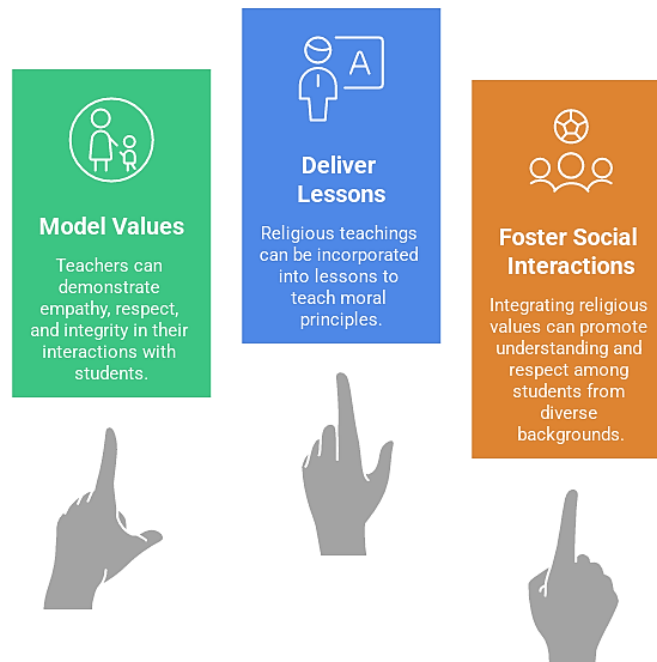 Model Values
Teachers can
demonstrate
empathy, respect,
and integrity in their
interactions with
students.
A
Deliver
Lessons
Religious teachings
can be incorporated
into lessons to
teach moral
principles.
Foster Social
Interactions
Integrating religious
values can promote
understanding and
respect among
students from
diverse
backgrounds.